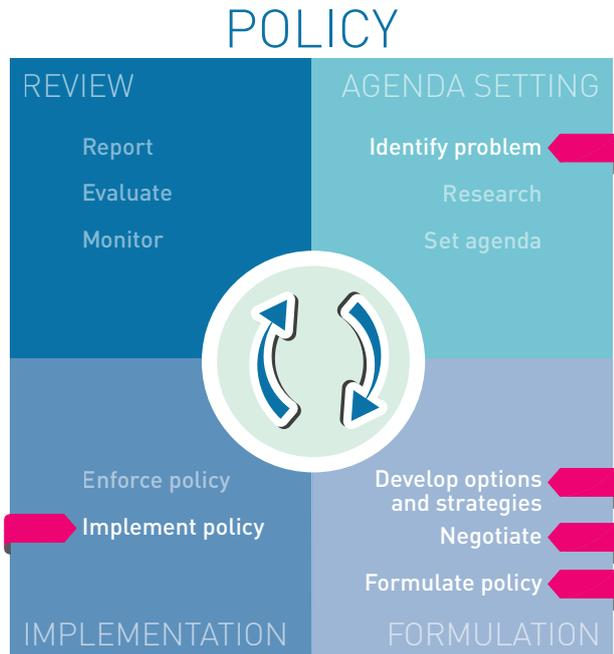 POLICY
REVIEW
Report
Evaluate
Monitor
AGENDA SETTING
Identify problem
Research
Set agenda
Enforce policy
Implement policy
IMPLEMENTATION
Develop options
and strategies
Negotiate
Formulate policy
FORMULATION